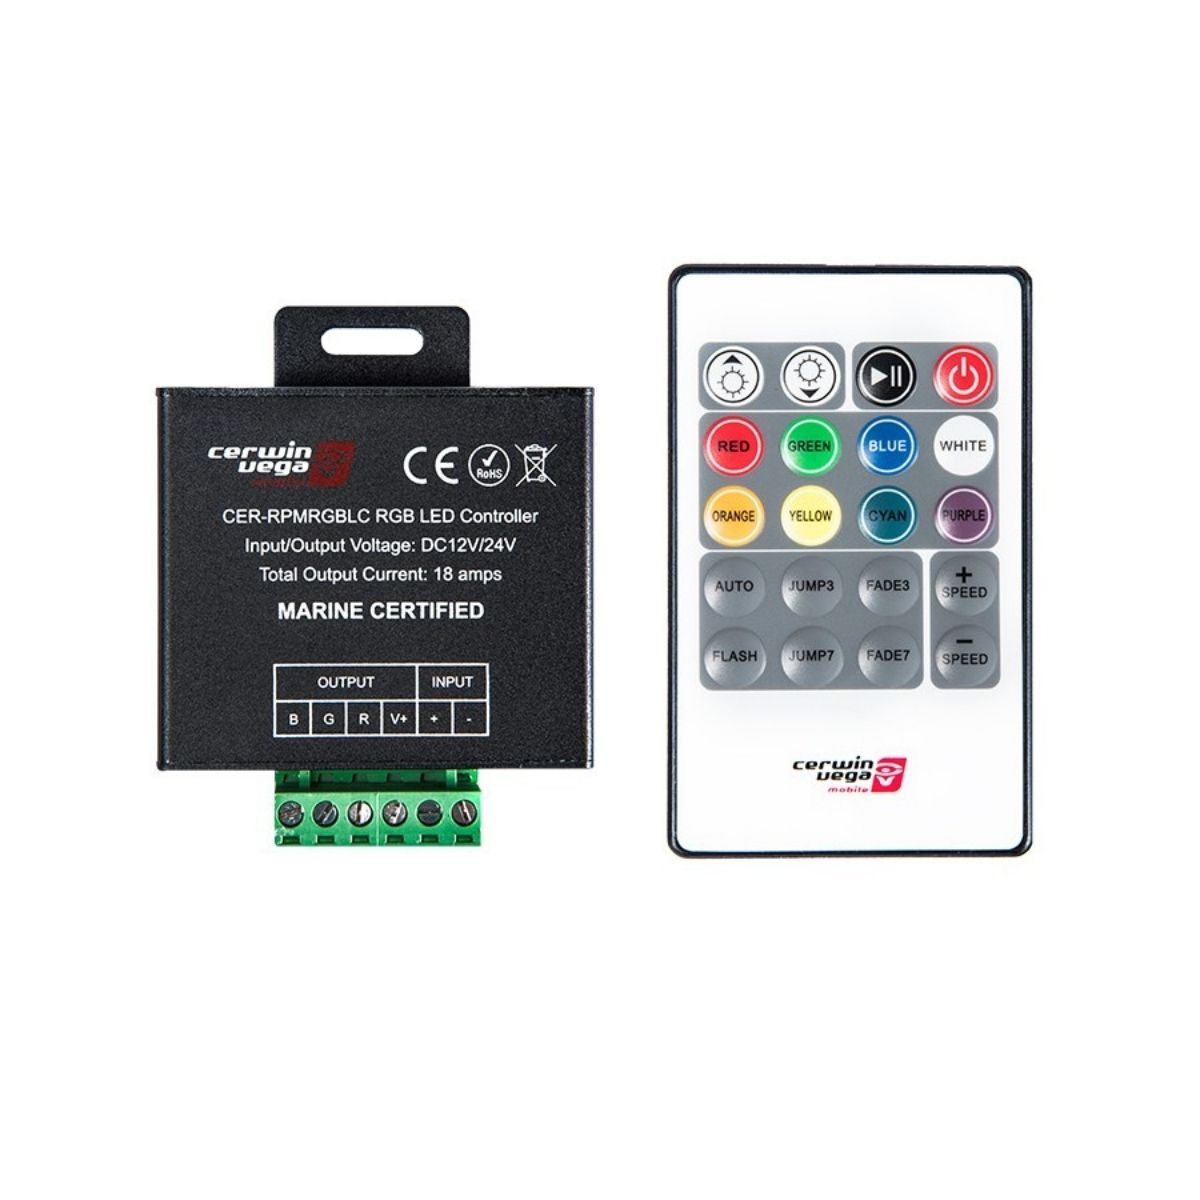 cerwin
vega
mobile
CE RoHS
CER-RPMRGBLC RGB LED Controller
Input/Output Voltage: DC12V/24V
Total Output Current: 18 amps
MARINE CERTIFIED
OUTPUT INPUT
B G R V+ + -
RED GREEN BLUE WHITE
ORANGE YELLOW CYAN PURPLE
AUTO JUMP3 FADE3 + SPEED
FLASH JUMP7 FADE7 - SPEED
cerwin
vega
mobile